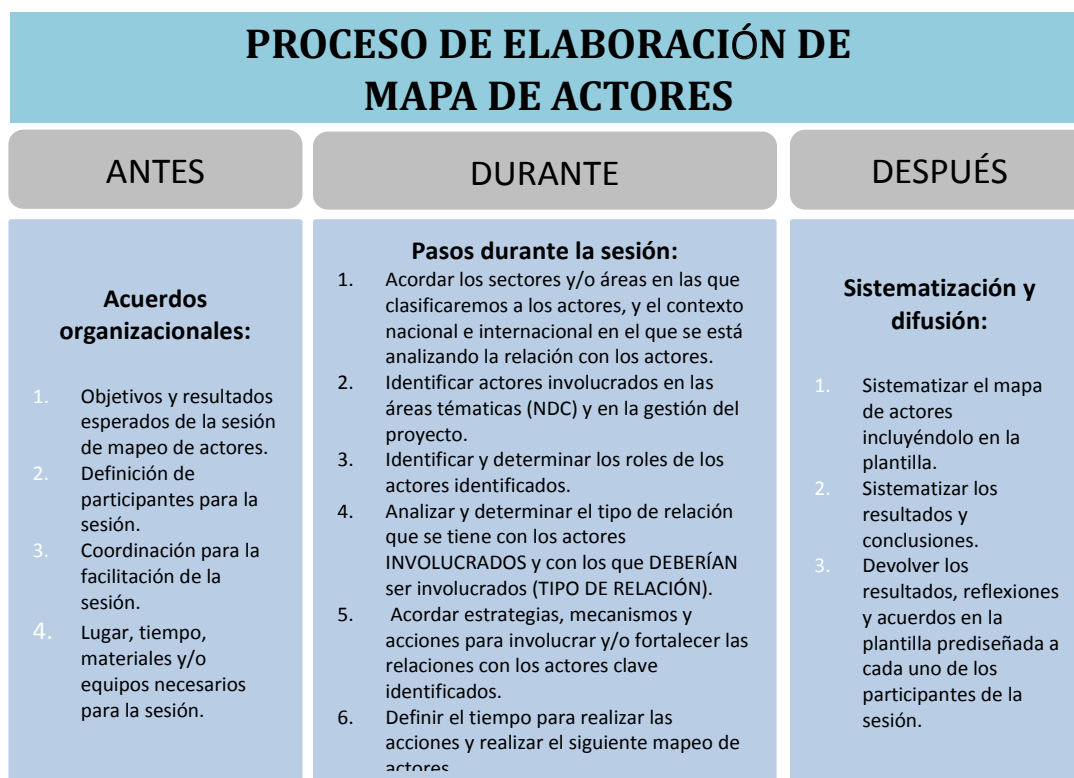 PROCESO DE ELABORACIÓN DE
MAPA DE ACTORES
ANTES
DURANTE
DESPUÉS
Acuerdos
organizacionales:
1. Objetivos y resultados
esperados de la sesión
de mapeo de actores.
2. Definición de
participantes para la
sesión.
3. Coordinación para la
facilitación de la
sesión.
4. Lugar, tiempo,
materiales y/o
equipos necesarios
para la sesión.
Pasos durante la sesión:
1. Acordar los sectores y/o áreas en las que
clasificaremos a los actores, y el contexto
nacional e internacional en el que se está
analizando la relación con los actores.
2. Identificar actores involucrados en las
áreas tématicas (NDC) y en la gestión del
proyecto.
3. Identificar y determinar los roles de los
actores identificados.
4. Analizar y determinar el tipo de relación
que se tiene con los actores
INVOLUCRADOS y con los que DEBERÍAN
ser involucrados (TIPO DE RELACIÓN).
5. Acordar estrategias, mecanismos y
acciones para involucrar y/o fortalecer las
relaciones con los actores clave
identificados.
6. Definir el tiempo para realizar las
acciones y realizar el siguiente mapeo de
actores
Sistematización y
difusión:
1. Sistematizar el mapa
de actores
incluyéndolo en la
plantilla.
2. Sistematizar los
resultados y
conclusiones.
3. Devolver los
resultados, reflexiones
y acuerdos en la
plantilla prediseñada a
cada uno de los
participantes de la
sesión.